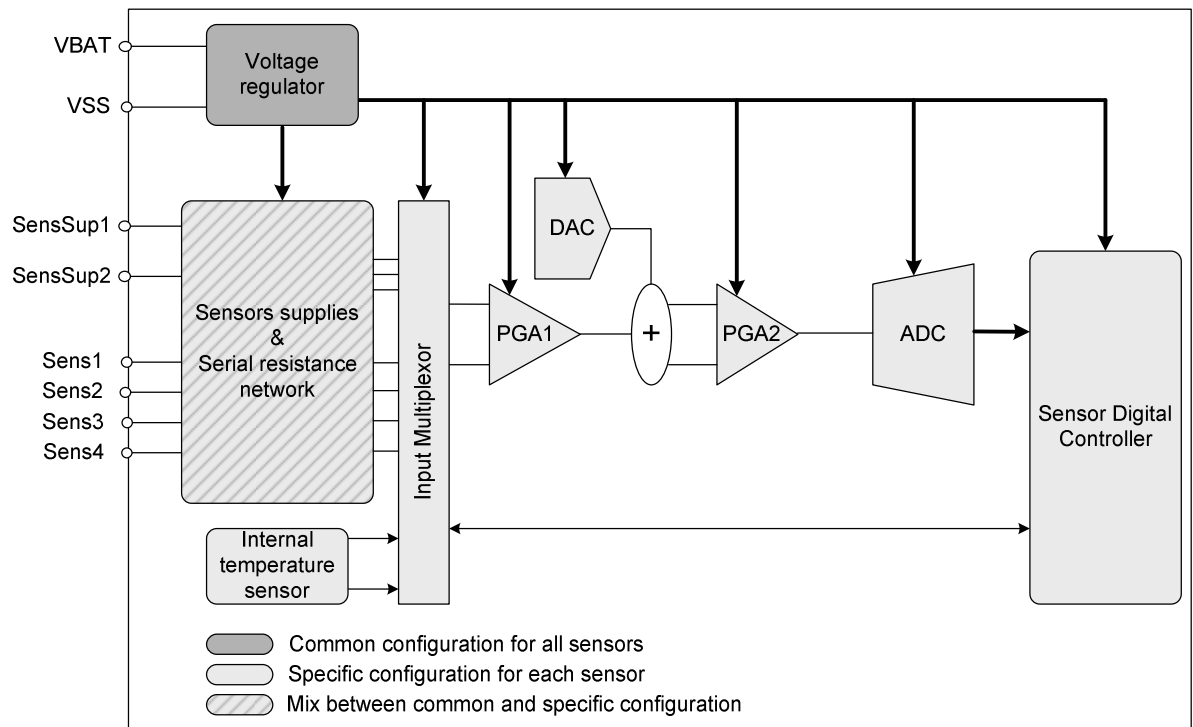 VBAT
VSS
Voltage
regulator
SensSup1
SensSup2
Sens1
Sens2
Sens3
Sens4
Sensors supplies
&
Serial resistance
network
Input Multiplexor
PGA1
DAC
+
PGA2
ADC
Sensor Digital
Controller
Internal
temperature
sensor
Common configuration for all sensors
Specific configuration for each sensor
Mix between common and specific configuration